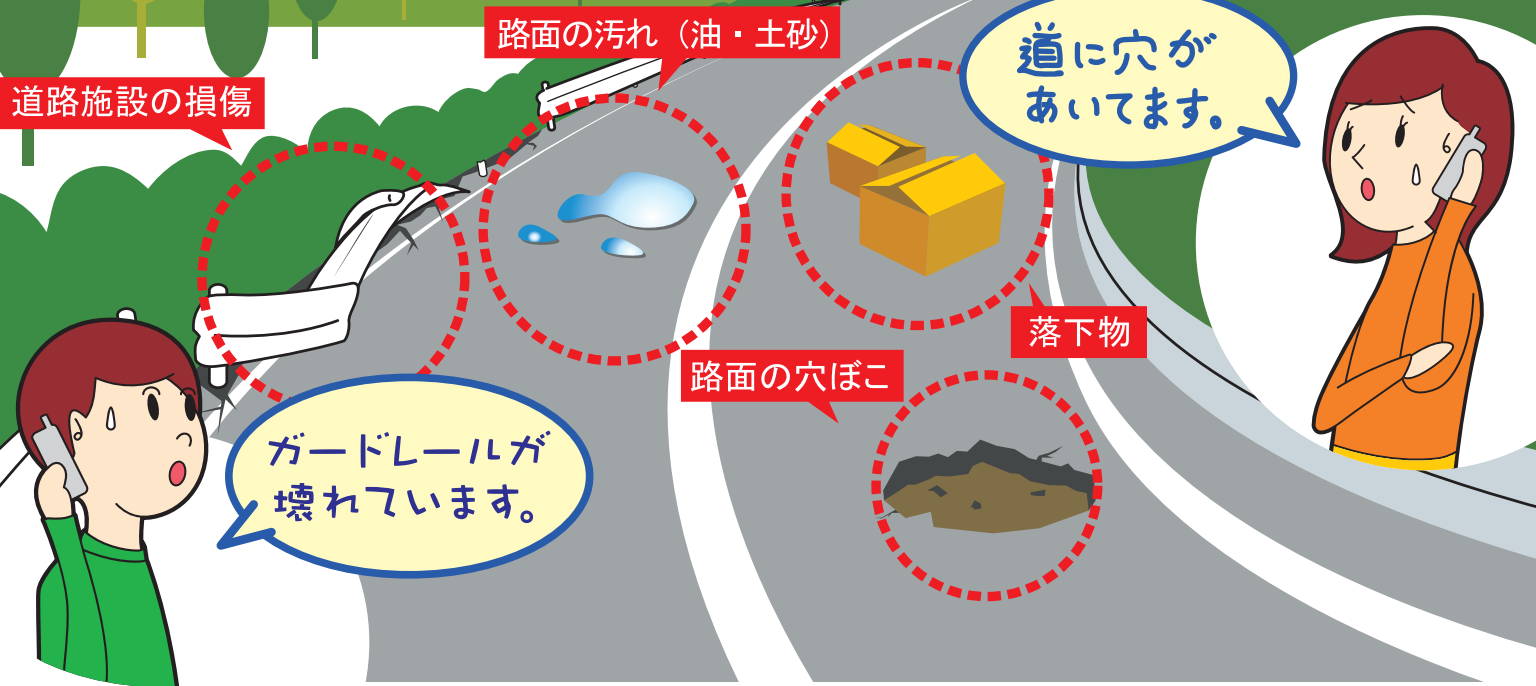 路面の汚れ（油・土砂）
道路施設の損傷
道に穴が
あいてます。
落下物
路面の穴ぼこ
ガードレールが
壊れています。